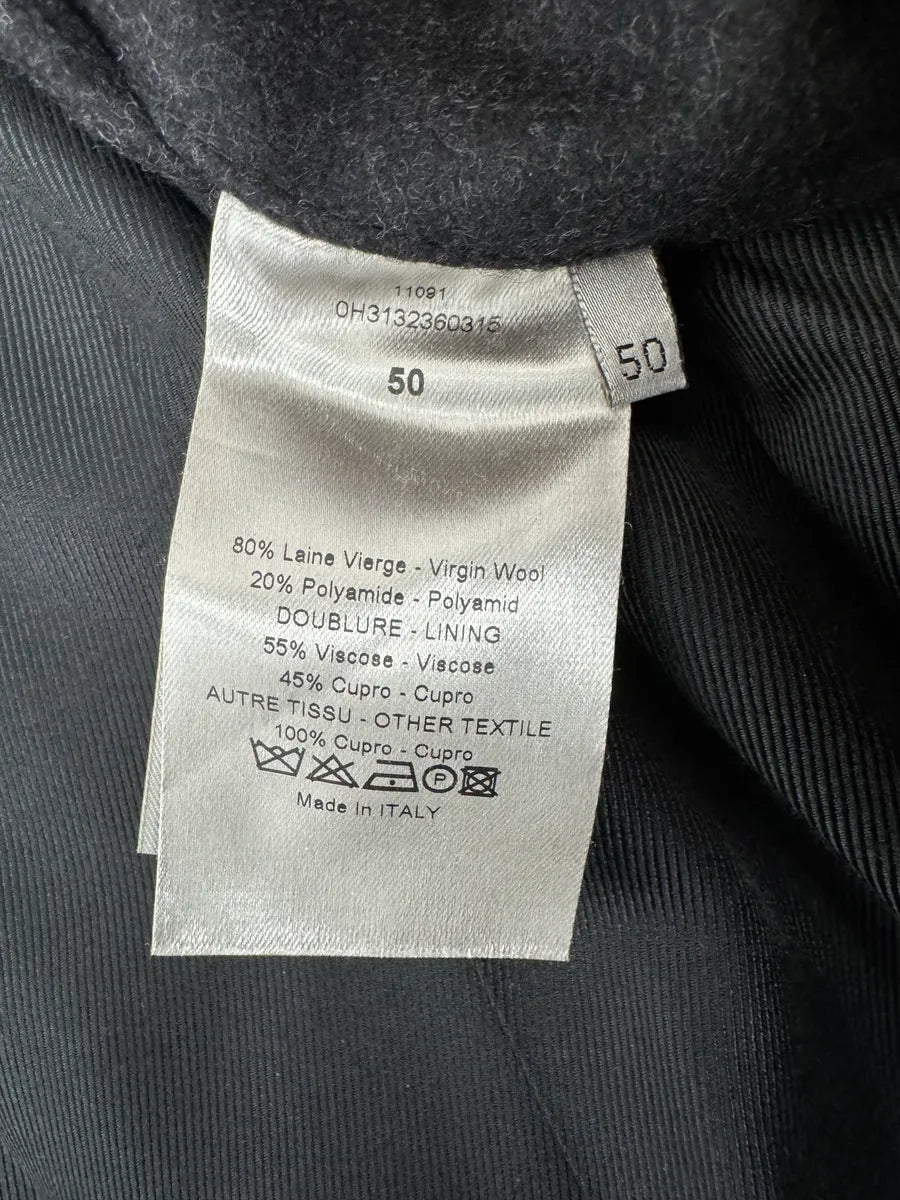 11091
0H3132360315
50
50
80% Laine Vierge - Virgin Wool
20% Polyamide - Polyamid
DOUBLURE - LINING
55% Viscose - Viscose
45% Cupro - Cupro
AUTRE TISSU - OTHER TEXTILE
100% Cupro - Cupro
P
Made In ITALY